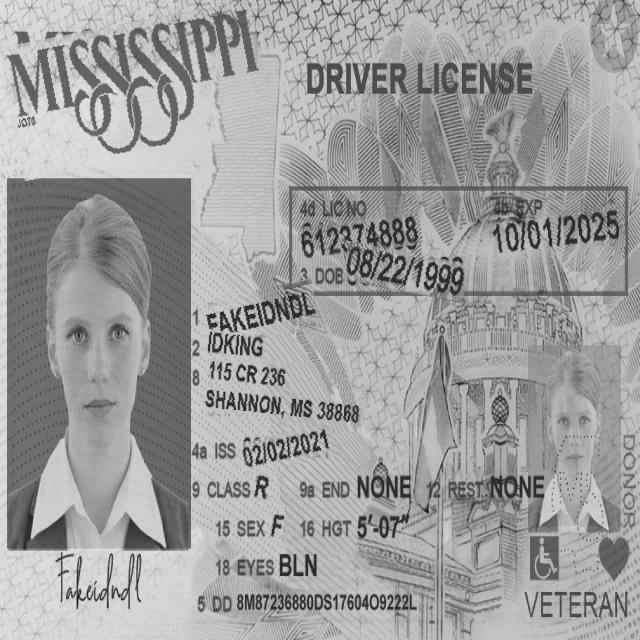 MISSISSIPPI
DRIVER LICENSE
4d LIC NO
612374888
4b EXP
10/01/2025
3 DOB
08/22/1999
1 FAKEIDNDL
2 IDKING
8 115 CR 236
SHANNON, MS 38868
4a ISS 02/02/2021
9 CLASS R 9a END NONE 12 REST NONE
15 SEX F 16 HGT 5'-07"
18 EYES BLN
5 DD 8M87236880DS1760409222L
Fakeidndl
DONOR
VETERAN